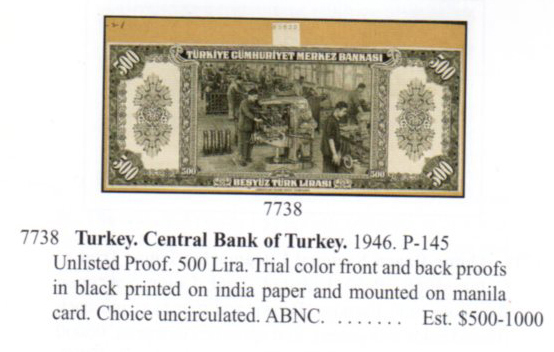 21
500 TÜRKİYE CÜMHURİYET MERKEZ BANKASI 500
500 500
500 BEŞYÜZ TÜRK LİRASI 500
7738
7738 Turkey. Central Bank of Turkey. 1946. P-145
Unlisted Proof. 500 Lira. Trial color front and back proofs
in black printed on india paper and mounted on manila
card. Choice uncirculated. ABNC. ........ Est. $500-1000